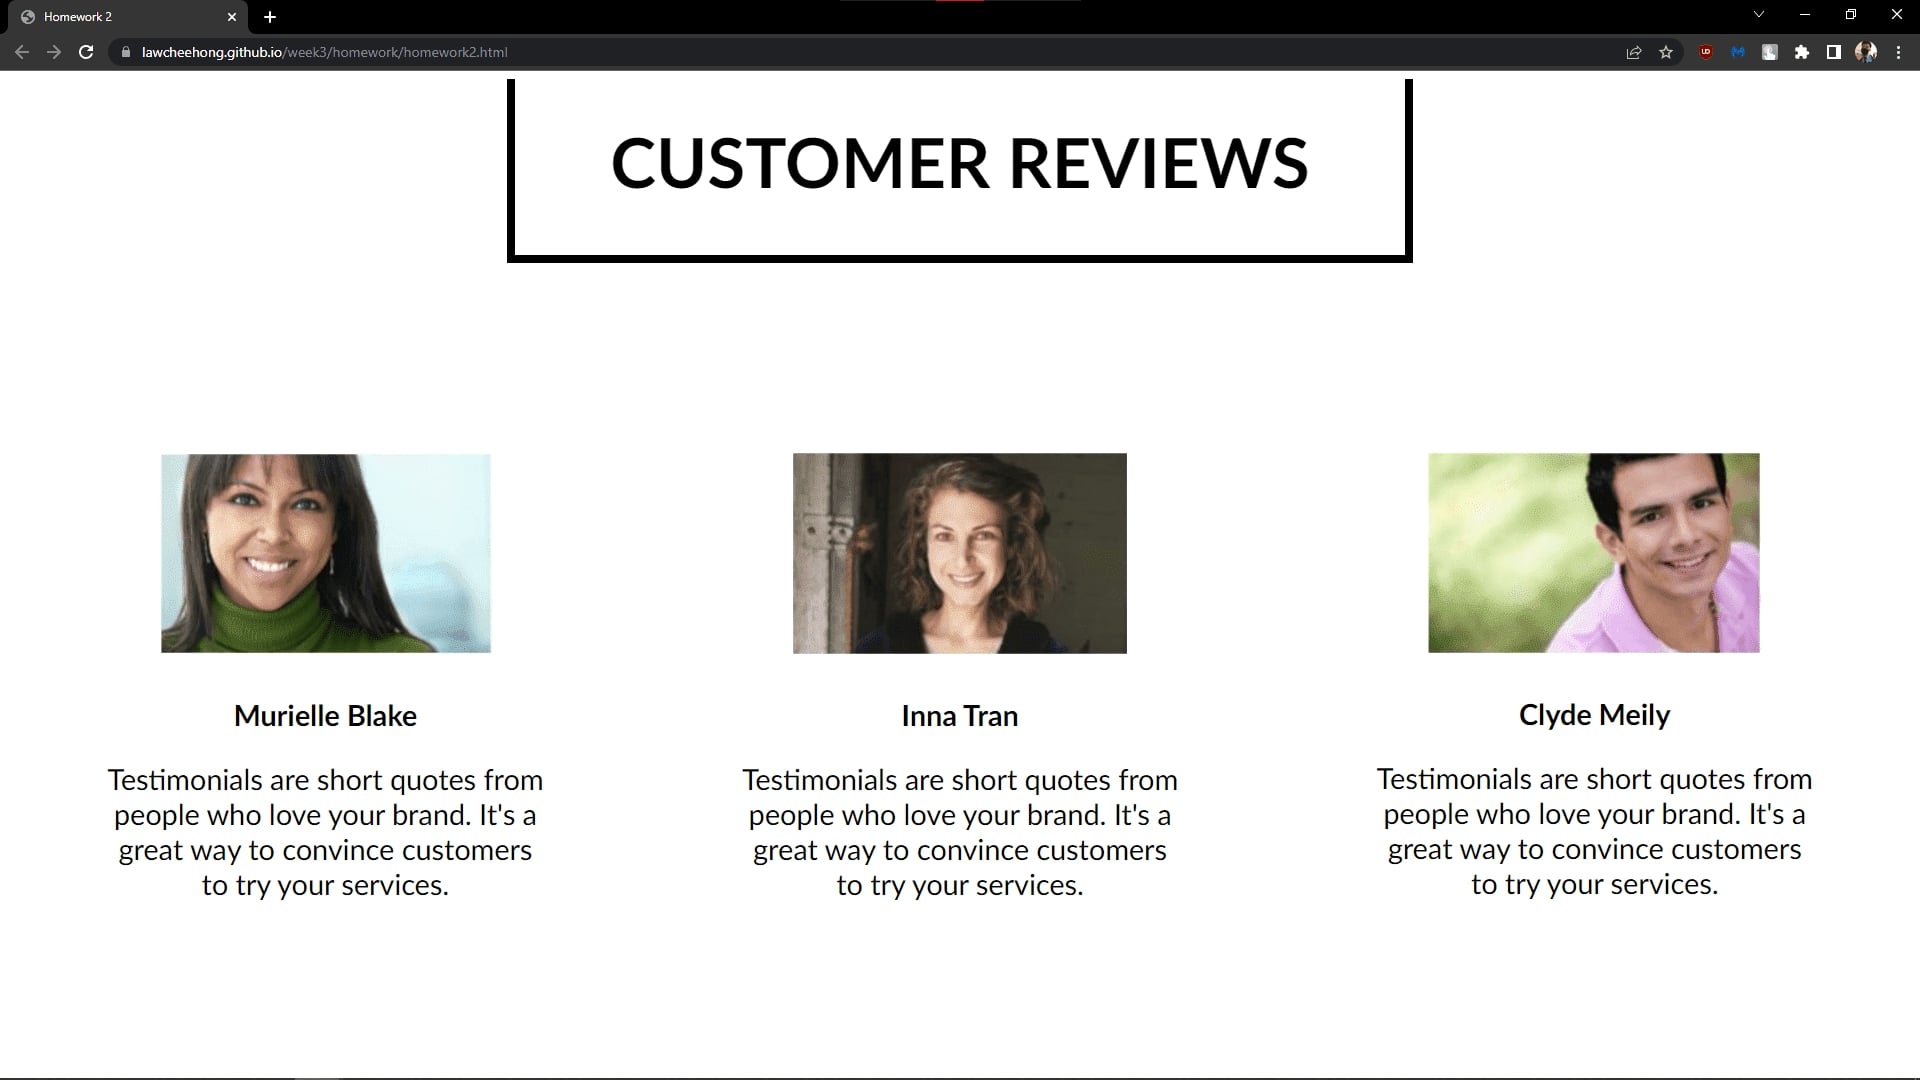 Homework 2
lawcheehong.github.io/week3/homework/homework2.html
CUSTOMER REVIEWS
Murielle Blake
Testimonials are short quotes from
people who love your brand. It's a
great way to convince customers
to try your services.
Inna Tran
Testimonials are short quotes from
people who love your brand. It's a
great way to convince customers
to try your services.
Clyde Meily
Testimonials are short quotes from
people who love your brand. It's a
great way to convince customers
to try your services.